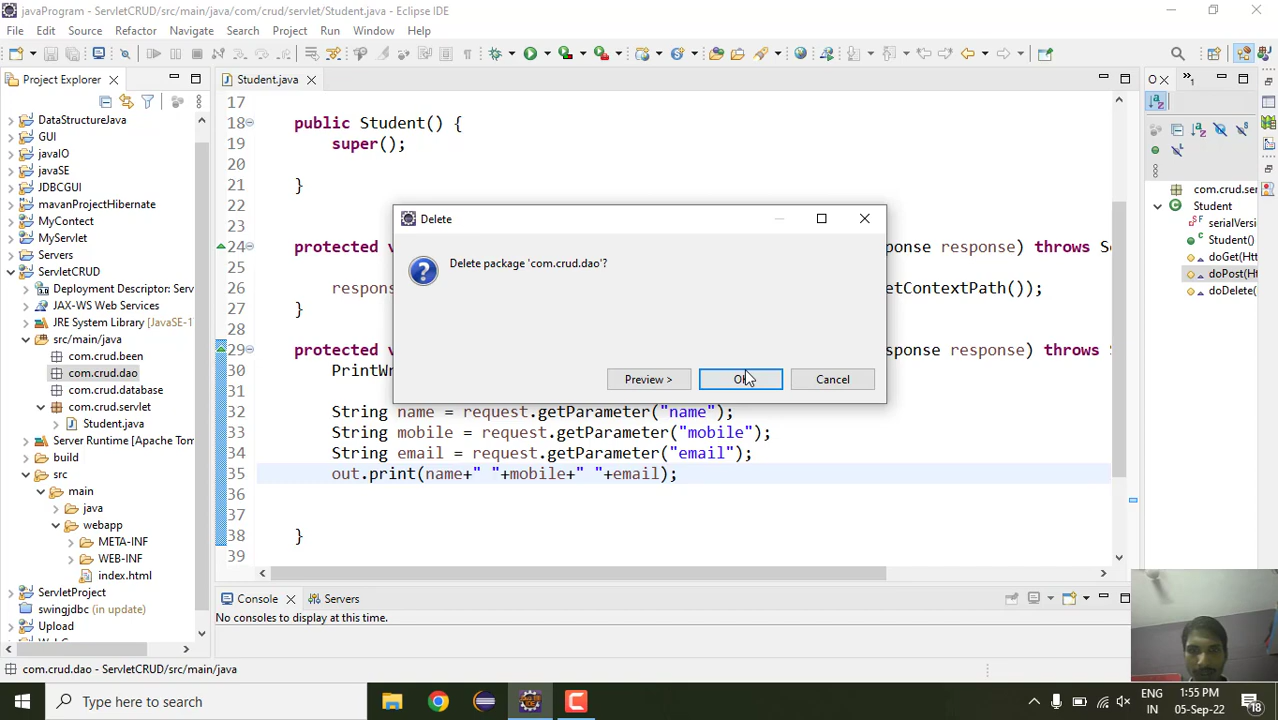 javaProgram - ServletCRUD/src/main/java/com/crud/servlet/Student.java - Eclipse IDE
File Edit Source Refactor Navigate Search Project Run Window Help
Project Explorer
Student.java
DataStructureJava
GUI
javaIO
javaSE
JDBCGUI
mavanProjectHibernate
MyContect
MyServlet
Servers
ServletCRUD
Deployment Descriptor: Serv
JAX-WS Web Services
JRE System Library [JavaSE-1
src/main/java
com.crud.been
com.crud.dao
com.crud.database
com.crud.servlet
Student.java
Server Runtime [Apache Tom
build
src
main
java
webapp
META-INF
WEB-INF
index.html
ServletProject
swingjdbc (in update)
Upload
17
18 public Student() {
19 super();
20
21 }
22
23
24 protected v esponse response) throws Se
25
26 respons etContextPath());
27 }
28
29 protected v esponse response) throws S
30 PrintWr
32 String name = request.getParameter("name");
33 String mobile = request.getParameter("mobile");
34 String email = request.getParameter("email");
35 out.print(name+" "+mobile+" "+email);
36
37
38 }
39
Delete
Delete package 'com.crud.dao'?
Preview >
Cancel
com.crud.serv
Student
serialVersi
Student()
doGet(Ht
doPost(H
doDelete(
Console
Servers
No consoles to display at this time.
com.crud.dao - ServletCRUD/src/main/java
Type here to search
ENG
IN
1:55 PM
05-Sep-22
18